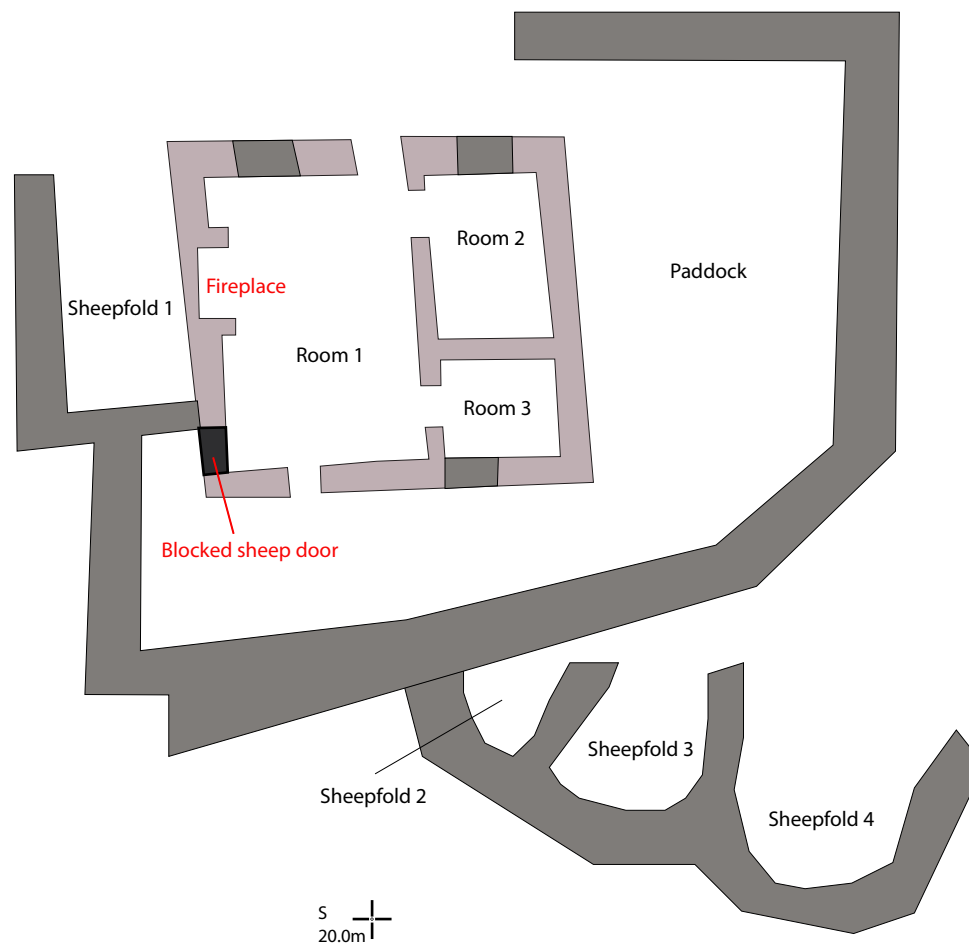 Room 2
Paddock
Fireplace
Sheepfold 1
Room 1
Room 3
Blocked sheep door
Sheepfold 3
Sheepfold 2
Sheepfold 4
S
20.0m